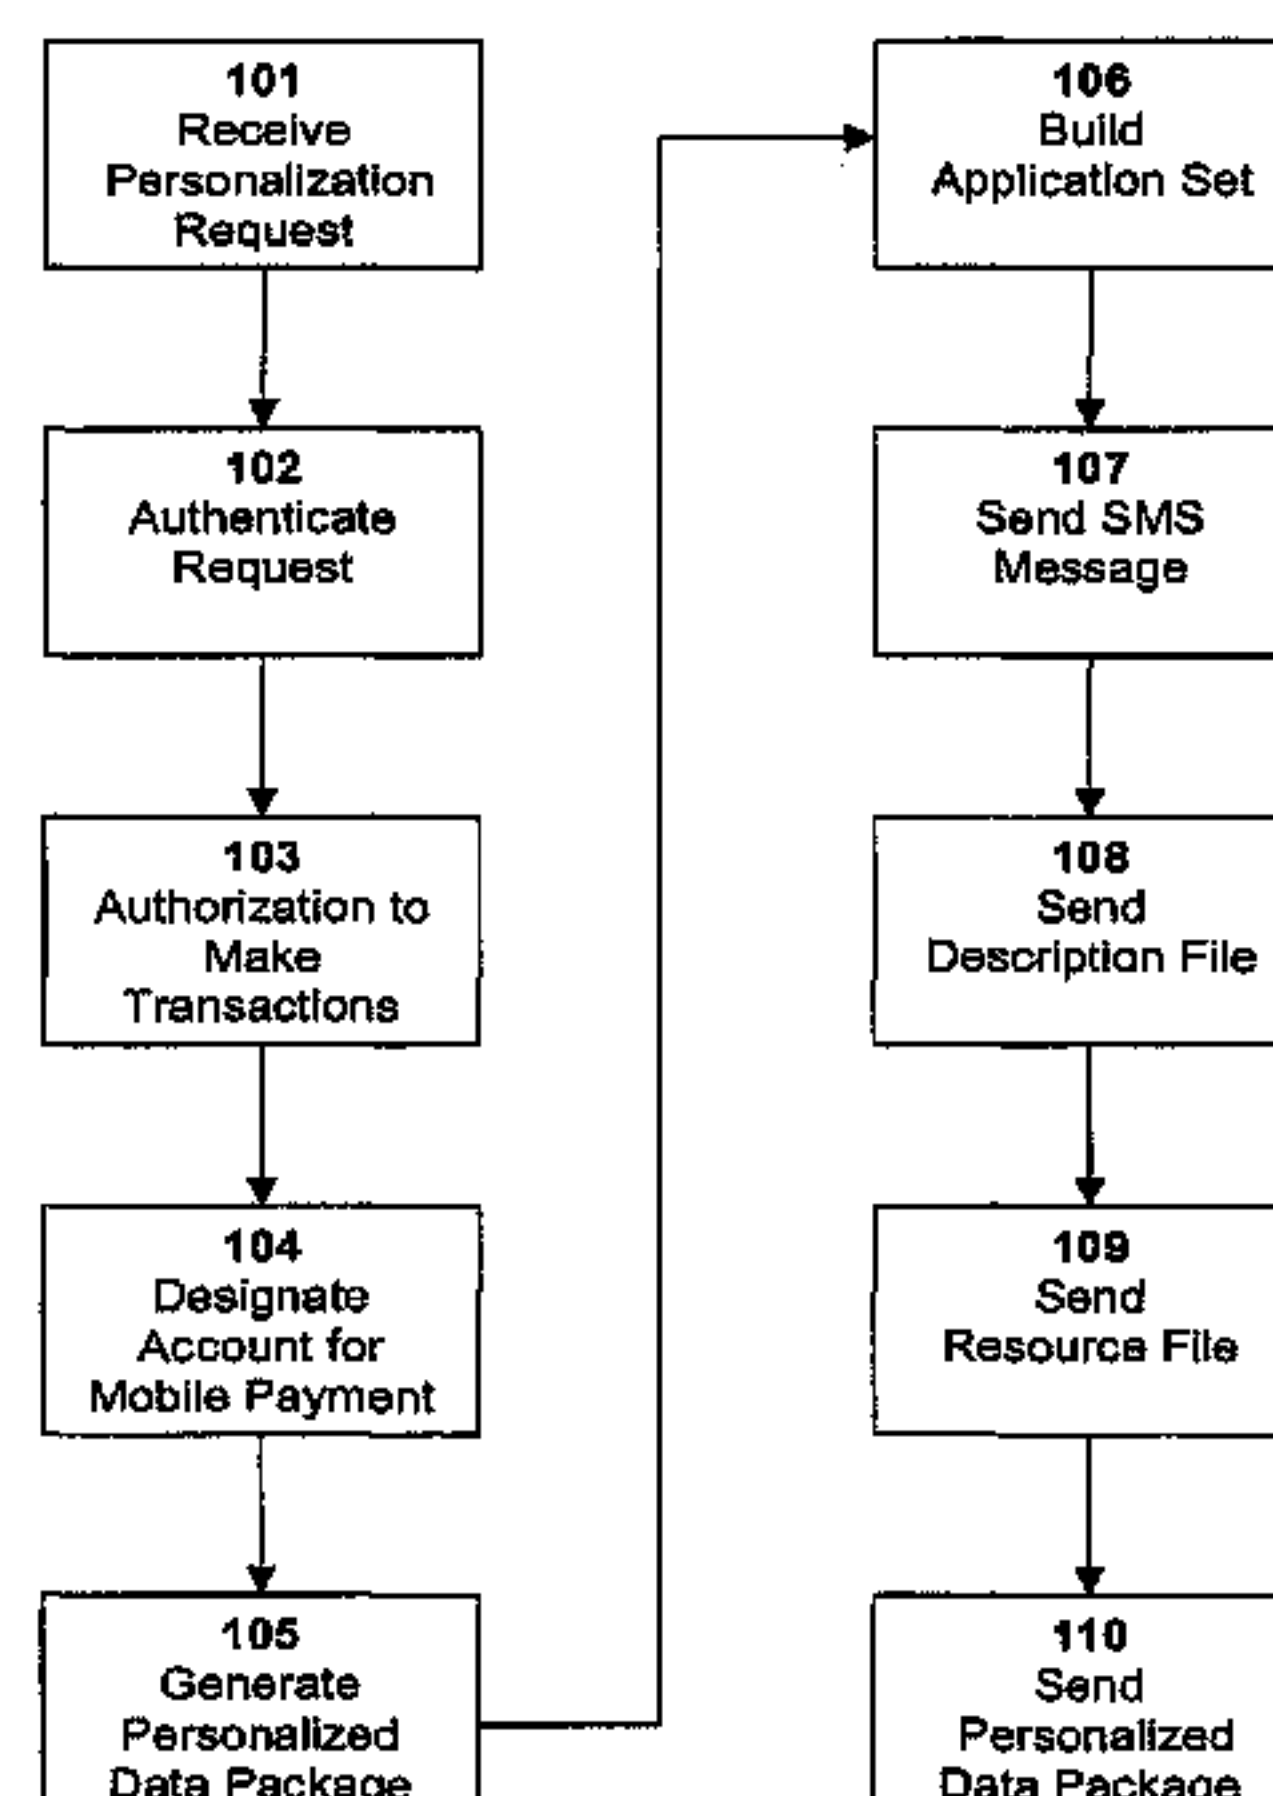 101
Receive
Personalization
Request
102
Authenticate
Request
103
Authorization to
Make
Transactions
104
Designate
Account for
Mobile Payment
105
Generate
Personalized
Data Package
106
Build
Application Set
107
Send SMS
Message
108
Send
Description File
109
Send
Resource File
110
Send
Personalized
Data Package